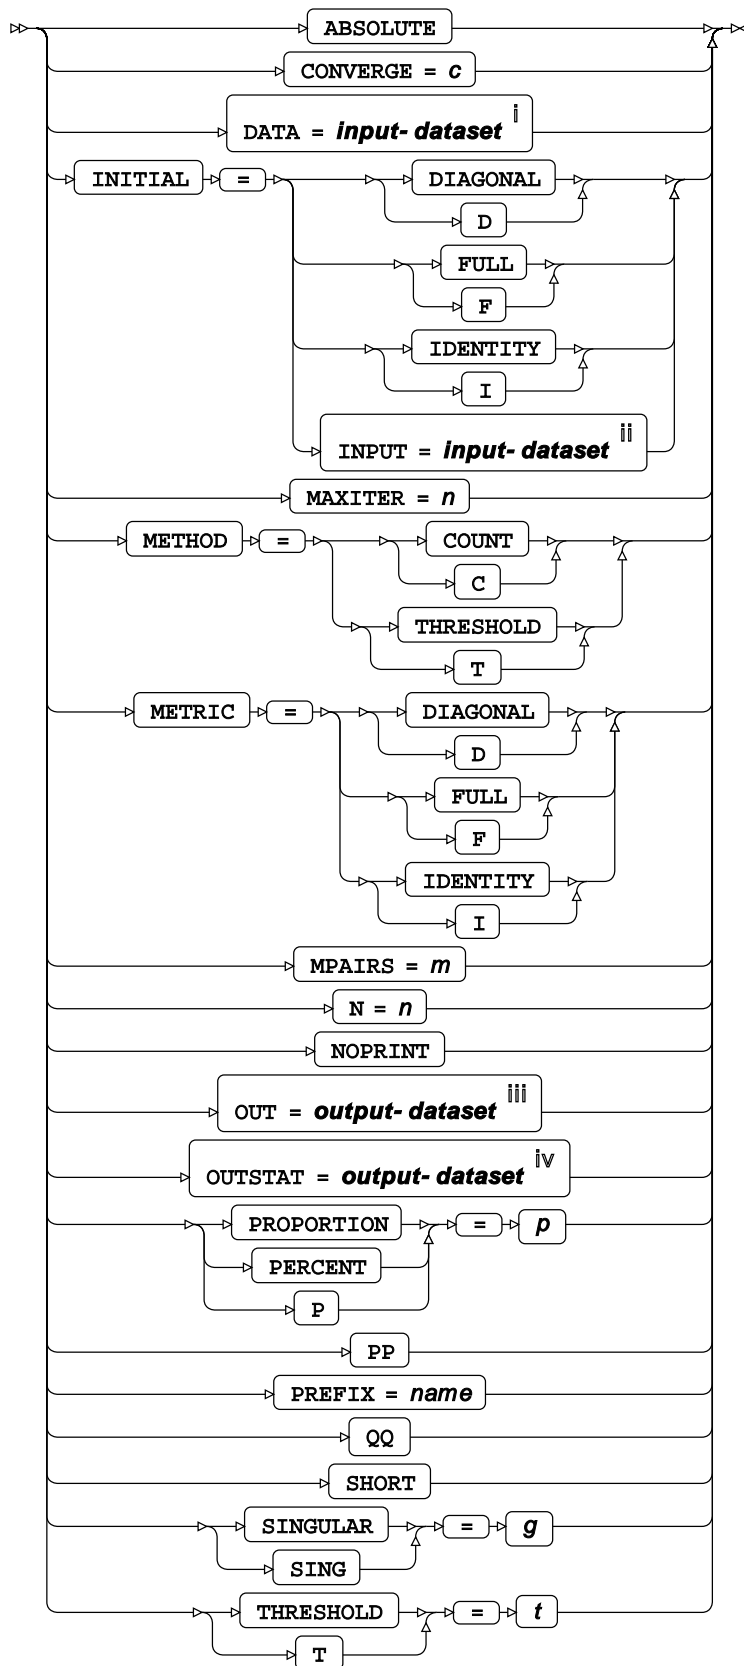 ABSOLUTE
CONVERGE = c
DATA = input- dataset i
INITIAL = DIAGONAL
D
FULL
F
IDENTITY
I
INPUT = input- dataset ii
MAXITER = n
METHOD = COUNT
C
THRESHOLD
T
METRIC = DIAGONAL
D
FULL
F
IDENTITY
I
MPAIRS = m
N = n
NOPRINT
OUT = output- dataset iii
OUTSTAT = output- dataset iv
PROPORTION = p
PERCENT
P
PP
PREFIX = name
QQ
SHORT
SINGULAR = g
SING
THRESHOLD = t
T